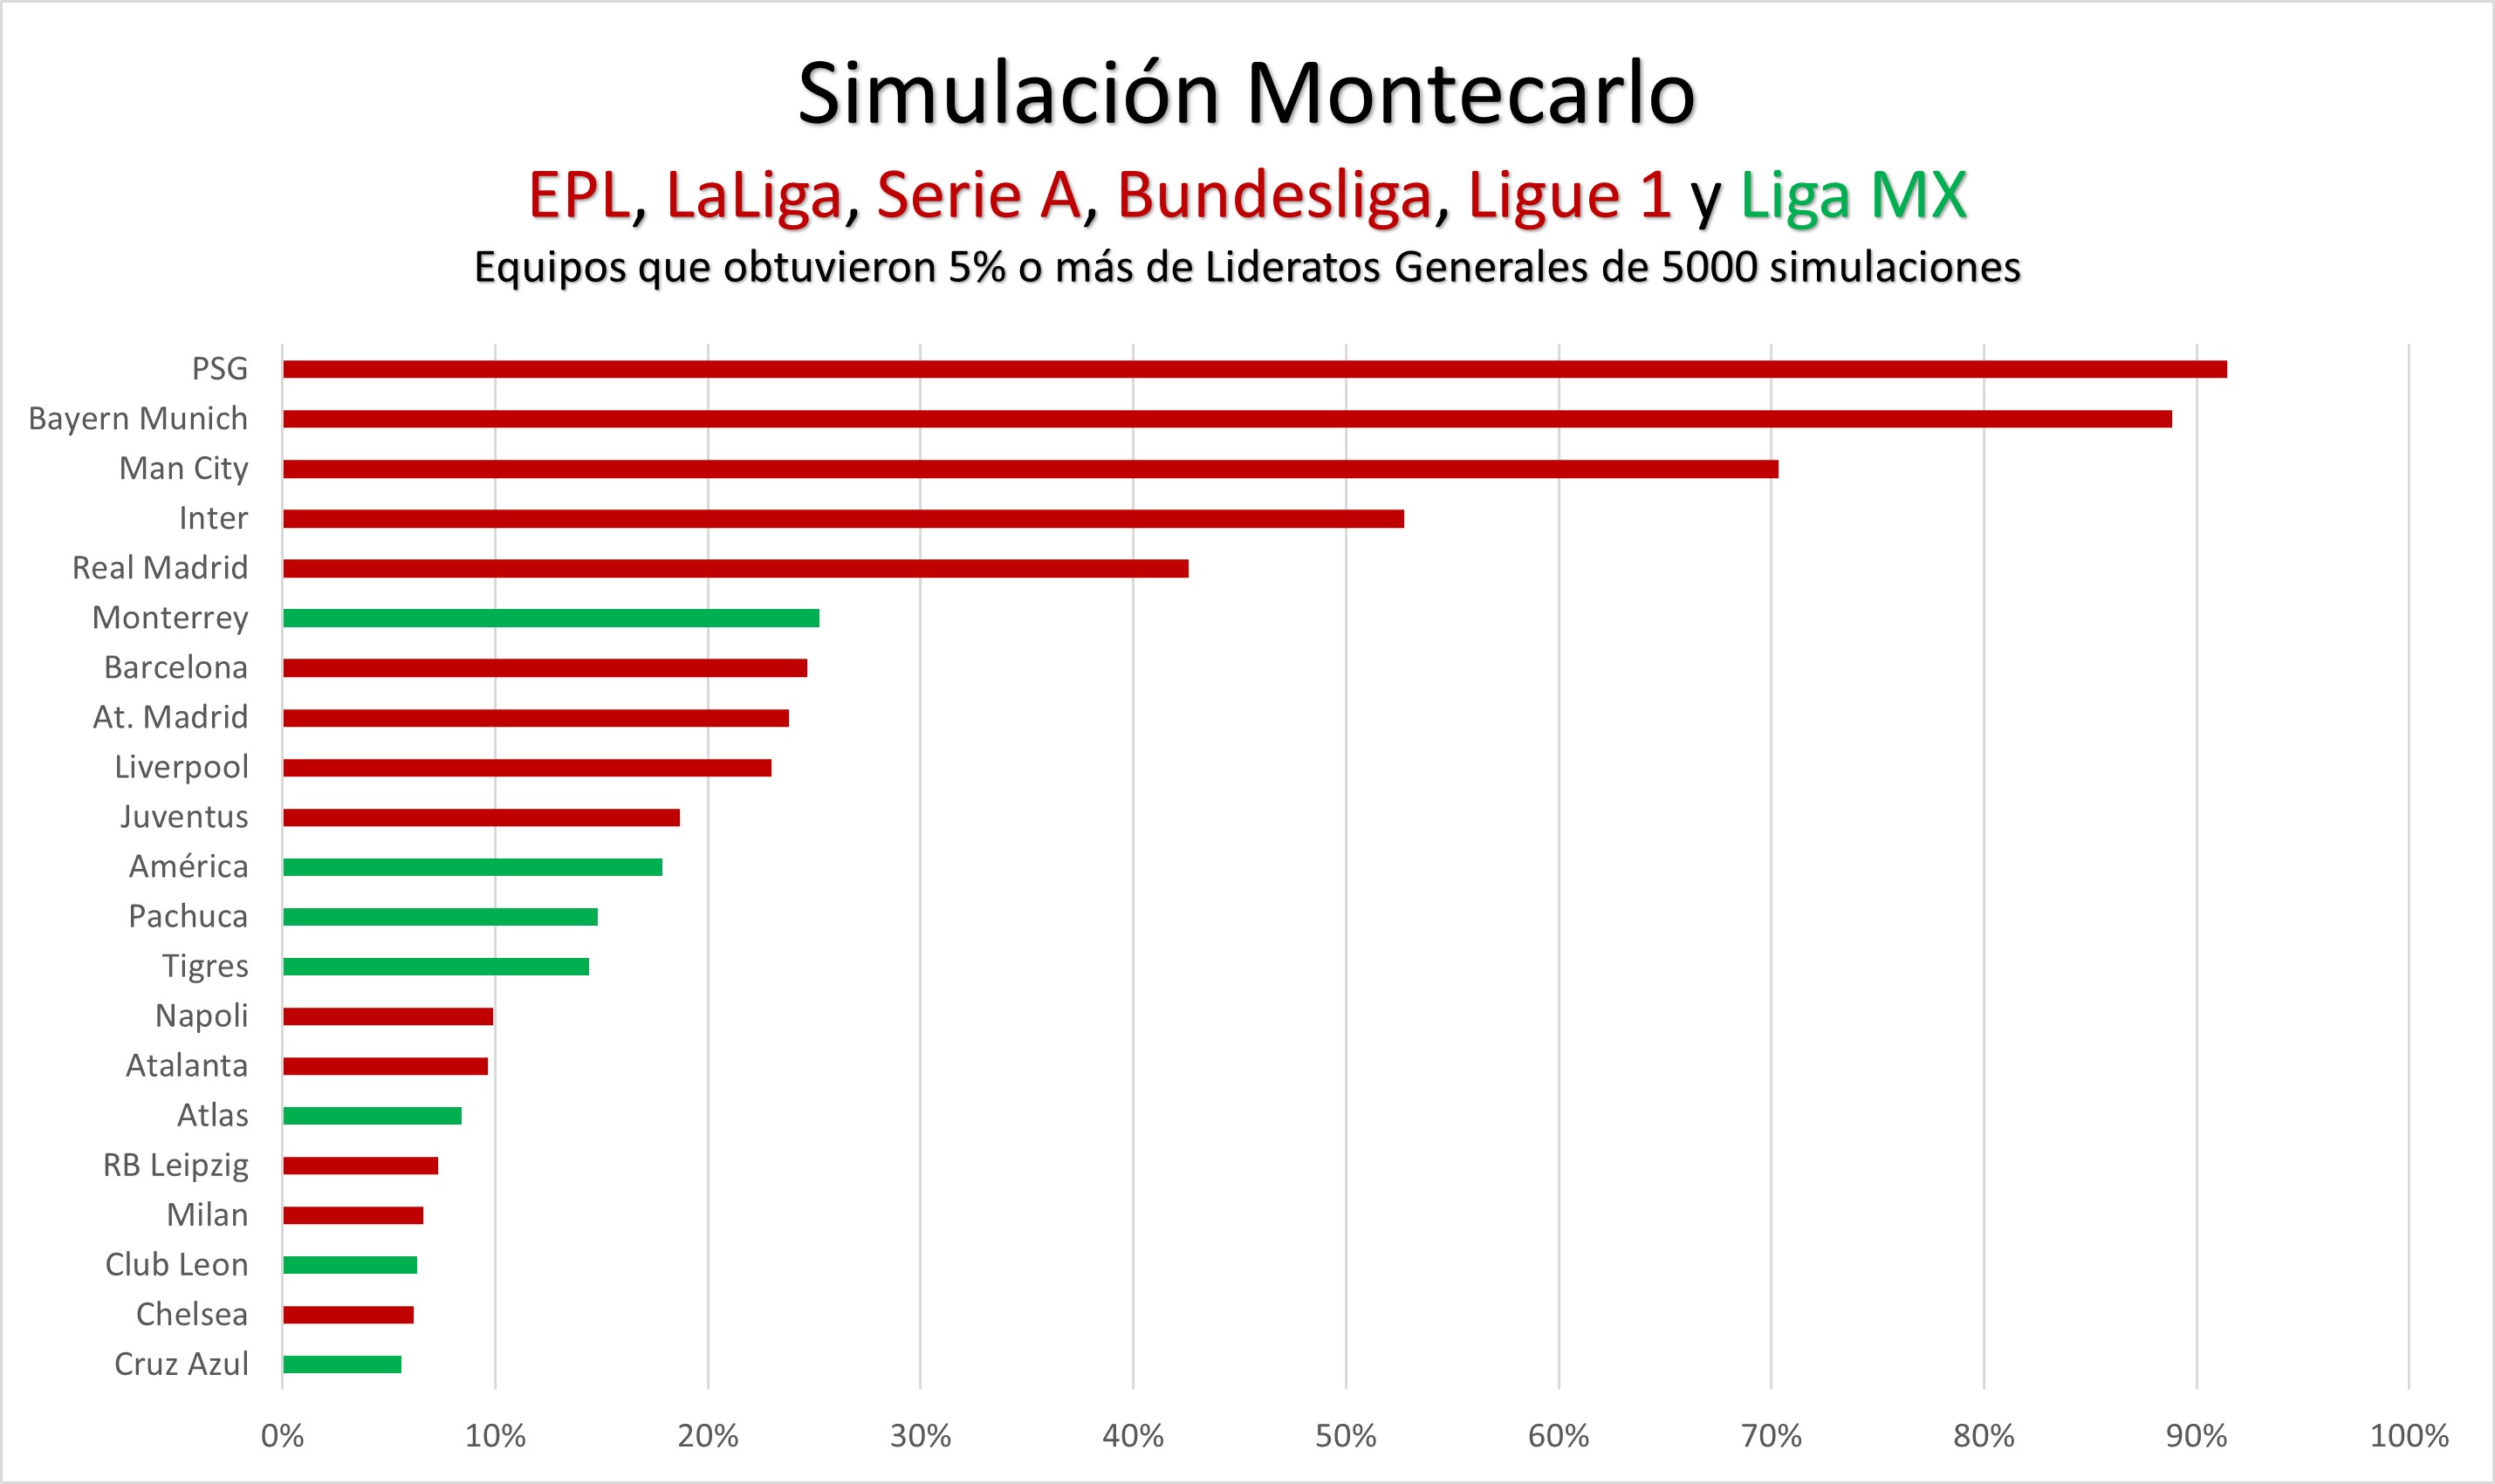 Simulación Montecarlo
EPL, LaLiga, Serie A, Bundesliga, Ligue 1 y Liga MX
Equipos que obtuvieron 5% o más de Lideratos Generales de 5000 simulaciones
PSG
Bayern Munich
Man City
Inter
Real Madrid
Monterrey
Barcelona
At. Madrid
Liverpool
Juventus
América
Pachuca
Tigres
Napoli
Atalanta
Atlas
RB Leipzig
Milan
Club Leon
Chelsea
Cruz Azul
0% 10% 20% 30% 40% 50% 60% 70% 80% 90% 100%